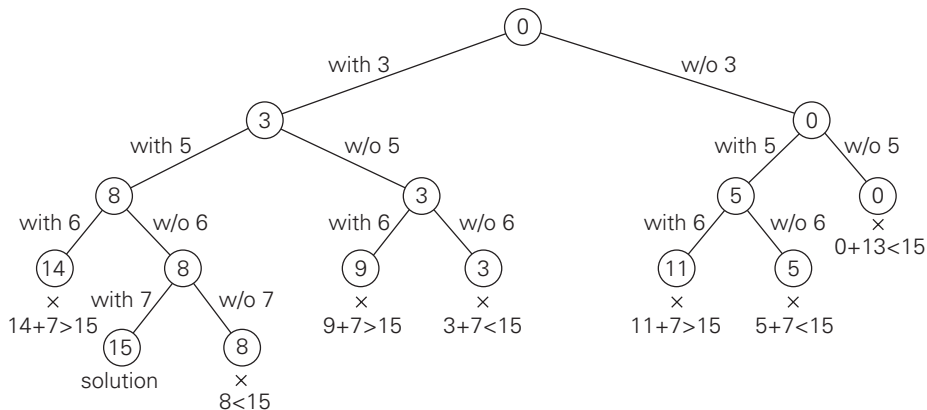 0
with 3
w/o 3
3
0
with 5
w/o 5
with 5
w/o 5
8
3
5
0
with 6
w/o 6
with 6
w/o 6
with 6
w/o 6
×
0+13<15
14
8
9
3
11
5
×
with 7
w/o 7
×
×
×
×
14+7>15
9+7>15
3+7<15
11+7>15
5+7<15
15
8
solution
×
8<15